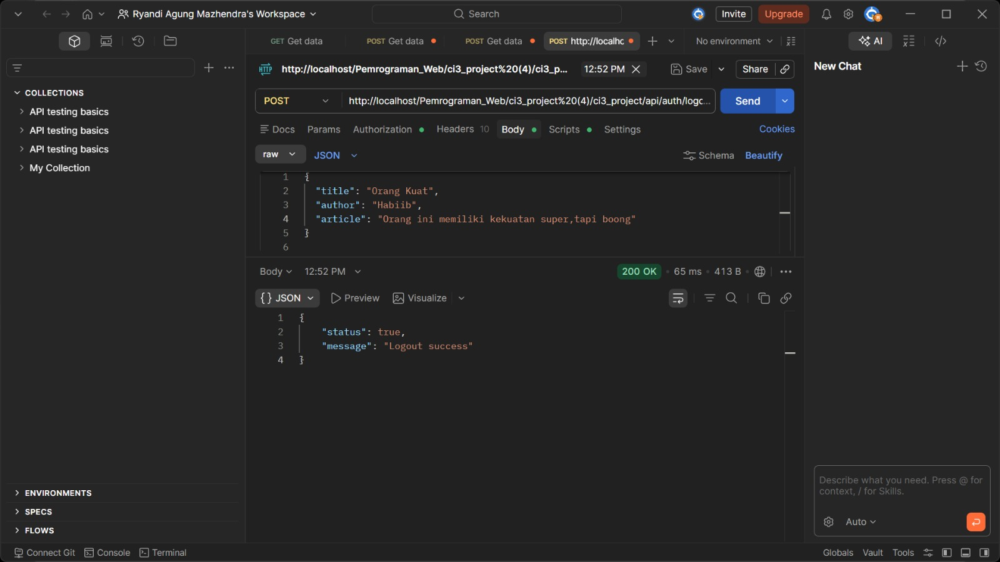 Ryandi Agung Mazhendra's Workspace
Search
Invite
Upgrade
GET Get data
POST Get data
POST Get data
POST http://localhc
No environment
AI
http://localhost/Pemrograman_Web/ci3_project%20(4)/ci3_p...
12:52 PM
Save
Share
New Chat
COLLECTIONS
API testing basics
API testing basics
API testing basics
My Collection
POST
http://localhost/Pemrograman_Web/ci3_project%20(4)/ci3_project/api/auth/logc...
Send
Docs
Params
Authorization
Headers 10
Body
Scripts
Settings
Cookies
raw
JSON
Schema
Beautify
1 {
2 "title": "Orang Kuat",
3 "author": "Habiib",
4 "article": "Orang ini memiliki kekuatan super,tapi boong"
5 }
6
Body
12:52 PM
200 OK
65 ms
413 B
{} JSON
Preview
Visualize
1 {
2 "status": true,
3 "message": "Logout success"
4 }
ENVIRONMENTS
SPECS
FLOWS
Describe what you need. Press @ for
context, / for Skills.
Auto
Connect Git
Console
Terminal
Globals
Vault
Tools